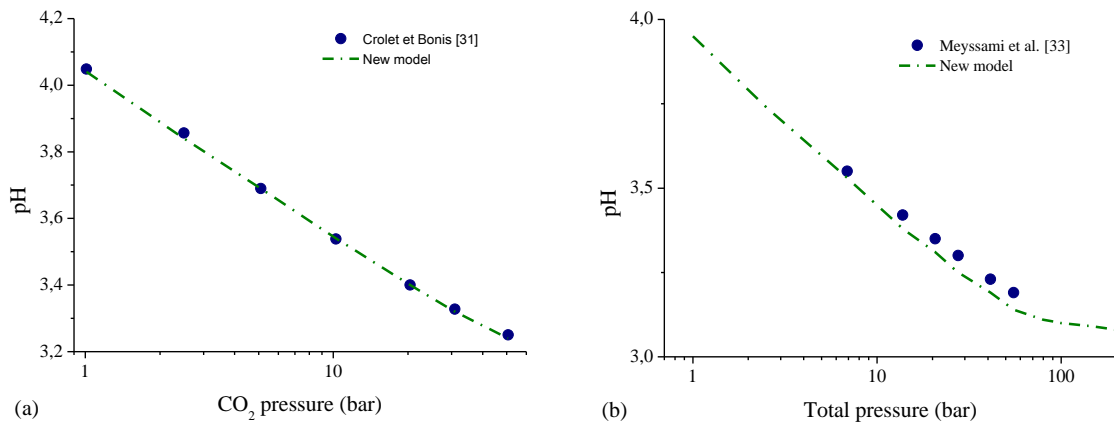 4,2
4,0
3,8
3,6
3,4
3,2
pH
1
10
CO2 pressure (bar)
Crolet et Bonis [31]
New model
(a)
4,0
3,5
3,0
pH
1
10
100
Total pressure (bar)
Meyssami et al. [33]
New model
(b)